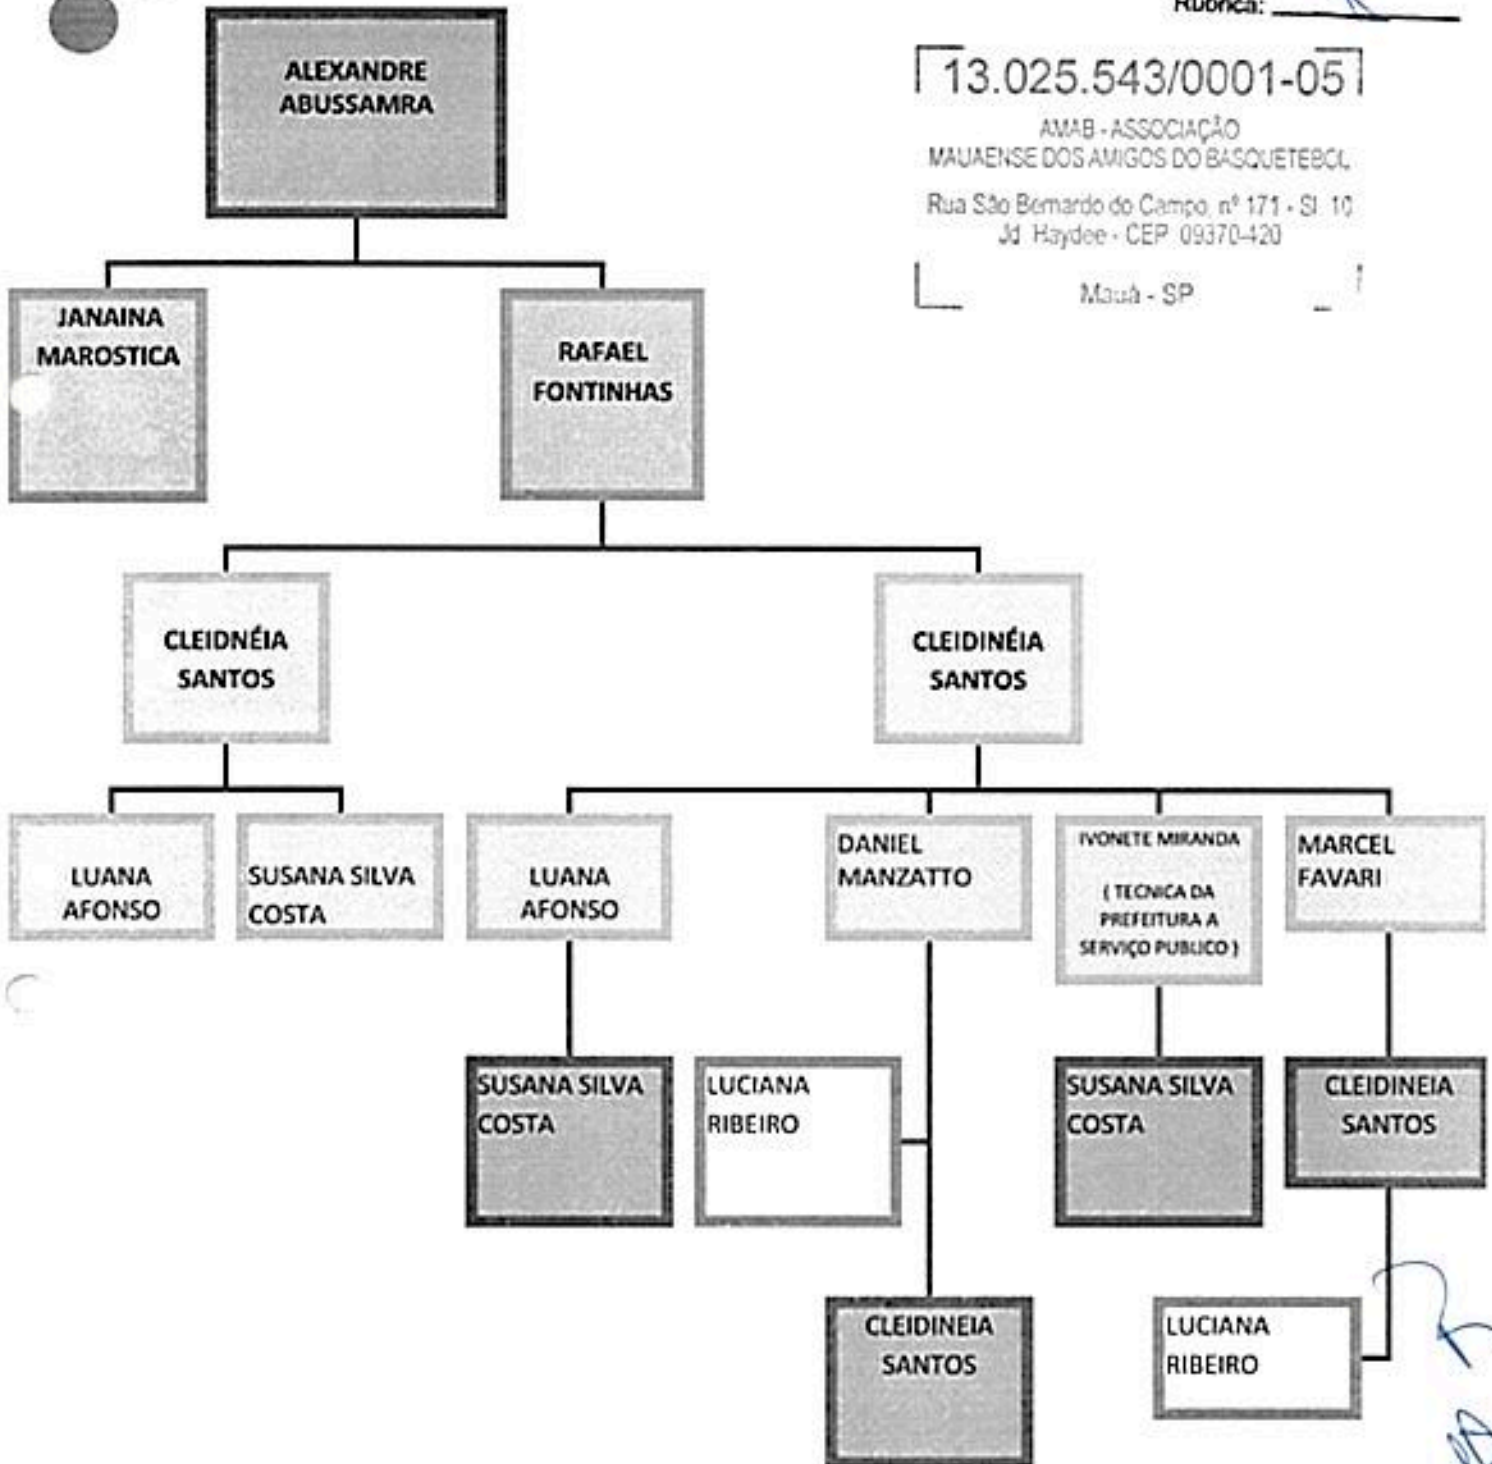 Rubrica:
13.025.543/0001-05
AMAB - ASSOCIAÇÃO
MAUAENSE DOS AMIGOS DO BASQUETEBOL
Rua São Bernardo do Campo, nº 171 - Sl. 10
Jd. Haydee - CEP 09370-420
Mauá - SP
ALEXANDRE
ABUSSAMRA
JANAINA
MAROSTICA
RAFAEL
FONTINHAS
CLEIDNÉIA
SANTOS
CLEIDINÉIA
SANTOS
LUANA
AFONSO
SUSANA SILVA
COSTA
LUANA
AFONSO
DANIEL
MANZATTO
IVONETE MIRANDA
( TECNICA DA
PREFEITURA A
SERVIÇO PUBLICO )
MARCEL
FAVARI
SUSANA SILVA
COSTA
LUCIANA
RIBEIRO
SUSANA SILVA
COSTA
CLEIDINEIA
SANTOS
CLEIDINEIA
SANTOS
LUCIANA
RIBEIRO